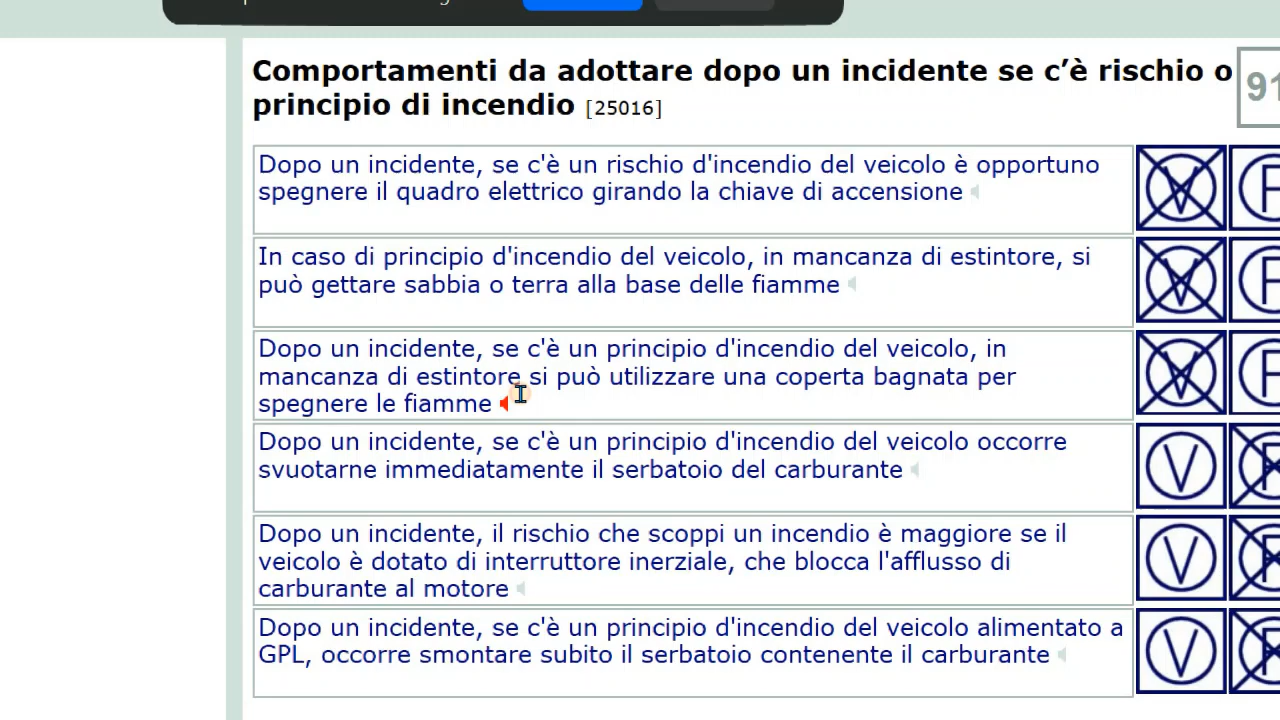 Comportamenti da adottare dopo un incidente se c’è rischio o
principio di incendio [25016]
91
Dopo un incidente, se c'è un rischio d'incendio del veicolo è opportuno
spegnere il quadro elettrico girando la chiave di accensione
V F
In caso di principio d'incendio del veicolo, in mancanza di estintore, si
può gettare sabbia o terra alla base delle fiamme
V F
Dopo un incidente, se c'è un principio d'incendio del veicolo, in
mancanza di estintore si può utilizzare una coperta bagnata per
spegnere le fiamme
V F
Dopo un incidente, se c'è un principio d'incendio del veicolo occorre
svuotarne immediatamente il serbatoio del carburante
V F
Dopo un incidente, il rischio che scoppi un incendio è maggiore se il
veicolo è dotato di interruttore inerziale, che blocca l'afflusso di
carburante al motore
V F
Dopo un incidente, se c'è un principio d'incendio del veicolo alimentato a
GPL, occorre smontare subito il serbatoio contenente il carburante
V F